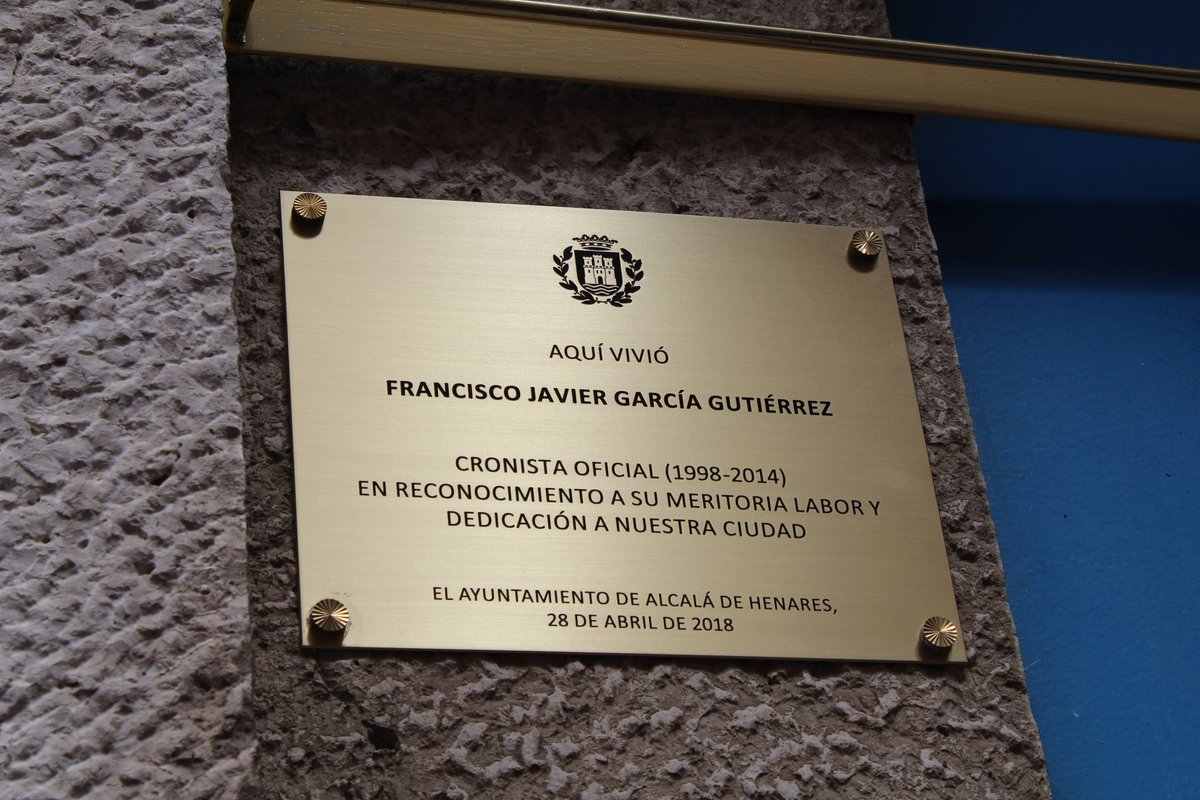 AQUÍ VIVIÓ
FRANCISCO JAVIER GARCÍA GUTIÉRREZ
CRONISTA OFICIAL (1998-2014)
EN RECONOCIMIENTO A SU MERITORIA LABOR Y
DEDICACIÓN A NUESTRA CIUDAD
EL AYUNTAMIENTO DE ALCALÁ DE HENARES,
28 DE ABRIL DE 2018